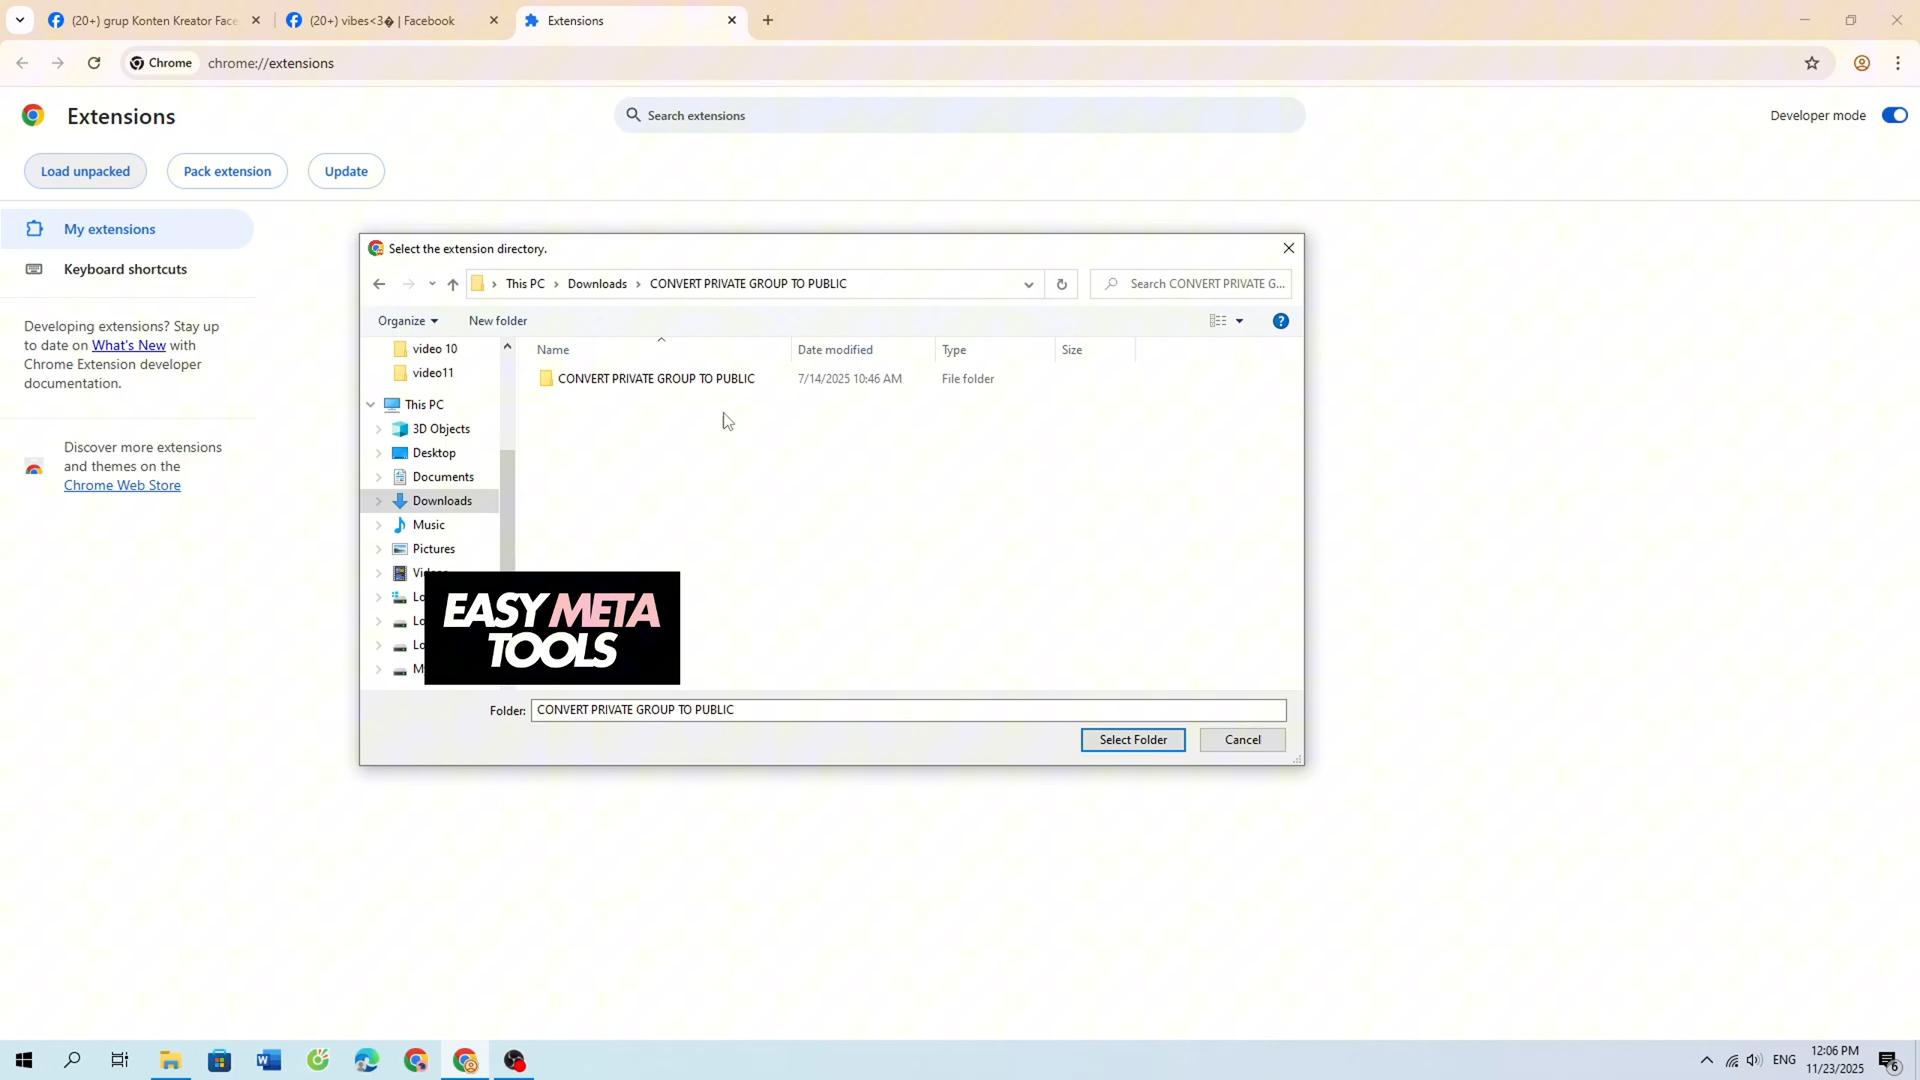 (20+) grup Konten Kreator Face
(20+) vibes<3� | Facebook
Extensions
Chrome
chrome://extensions
Extensions
Search extensions
Developer mode
Load unpacked
Pack extension
Update
My extensions
Keyboard shortcuts
Developing extensions? Stay up
to date on What's New with
Chrome Extension developer
documentation.
Discover more extensions
and themes on the
Chrome Web Store
Select the extension directory.
This PC > Downloads > CONVERT PRIVATE GROUP TO PUBLIC
Search CONVERT PRIVATE G...
Organize
New folder
video 10
video11
This PC
3D Objects
Desktop
Documents
Downloads
Music
Pictures
Name
Date modified
Type
Size
CONVERT PRIVATE GROUP TO PUBLIC
7/14/2025 10:46 AM
File folder
EASY META
TOOLS
Folder:
CONVERT PRIVATE GROUP TO PUBLIC
Select Folder
Cancel
ENG
12:06 PM
11/23/2025
6